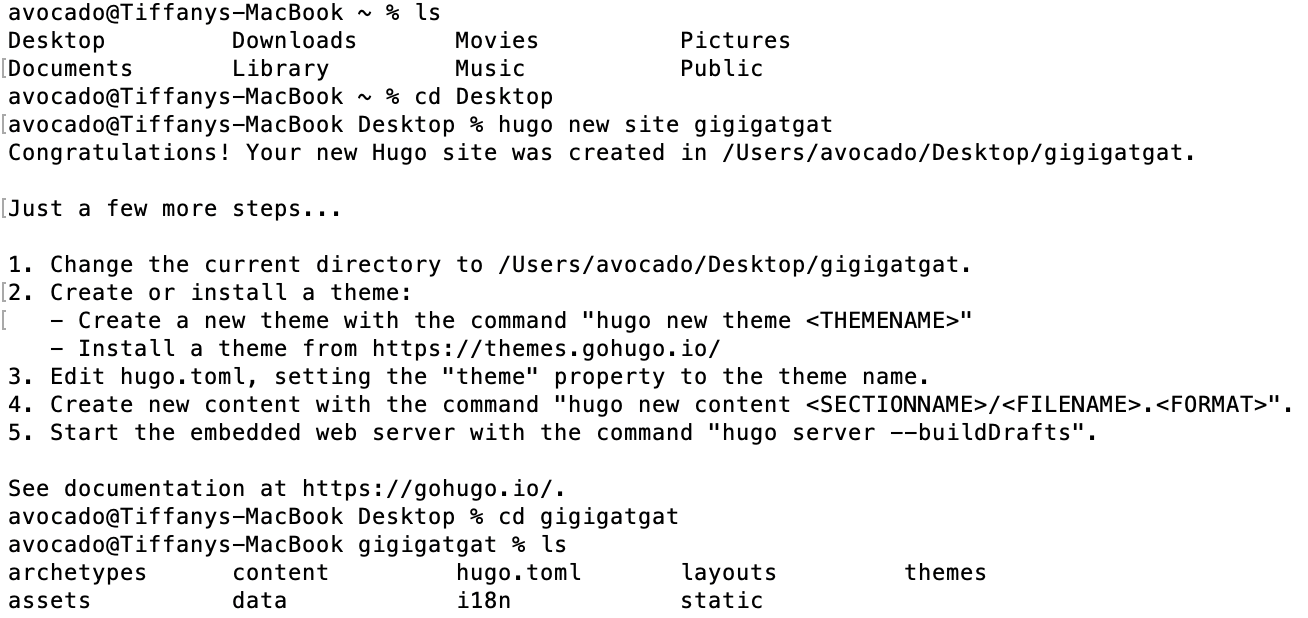 avocado@Tiffanys-MacBook ~ % ls
Desktop Downloads Movies Pictures
[Documents Library Music Public
avocado@Tiffanys-MacBook ~ % cd Desktop
[avocado@Tiffanys-MacBook Desktop % hugo new site gigigatgat
Congratulations! Your new Hugo site was created in /Users/avocado/Desktop/gigigatgat.
[Just a few more steps...
1. Change the current directory to /Users/avocado/Desktop/gigigatgat.
[2. Create or install a theme:
[ - Create a new theme with the command "hugo new theme <THEMENAME>"
- Install a theme from https://themes.gohugo.io/
3. Edit hugo.toml, setting the "theme" property to the theme name.
4. Create new content with the command "hugo new content <SECTIONNAME>/<FILENAME>.<FORMAT>".
5. Start the embedded web server with the command "hugo server --buildDrafts".
See documentation at https://gohugo.io/.
avocado@Tiffanys-MacBook Desktop % cd gigigatgat
avocado@Tiffanys-MacBook gigigatgat % ls
archetypes content hugo.toml layouts themes
assets data i18n static